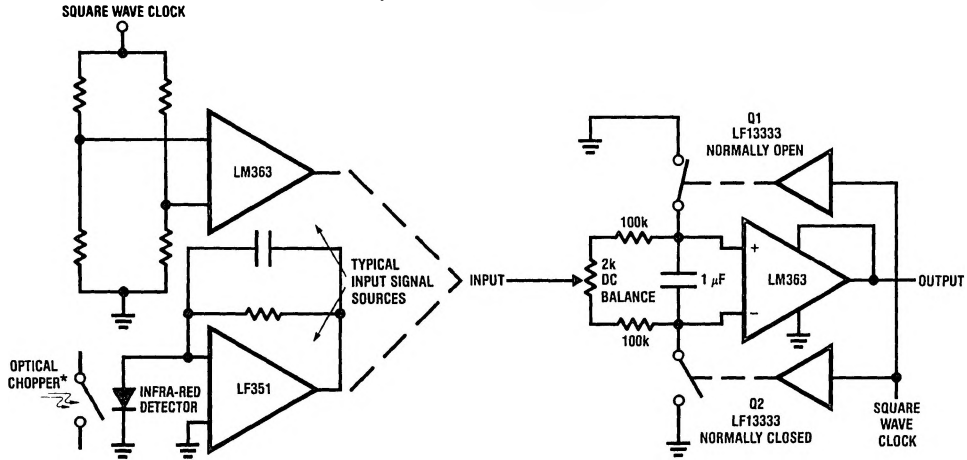 SQUARE WAVE CLOCK
LM363
TYPICAL
INPUT SIGNAL
SOURCES
LF351
OPTICAL
CHOPPER*
INFRA-RED
DETECTOR
INPUT
Q1
LF13333
NORMALLY OPEN
100k
2k
DC
BALANCE
1 µF
100k
+
LM363
−
OUTPUT
Q2
LF13333
NORMALLY CLOSED
SQUARE
WAVE
CLOCK